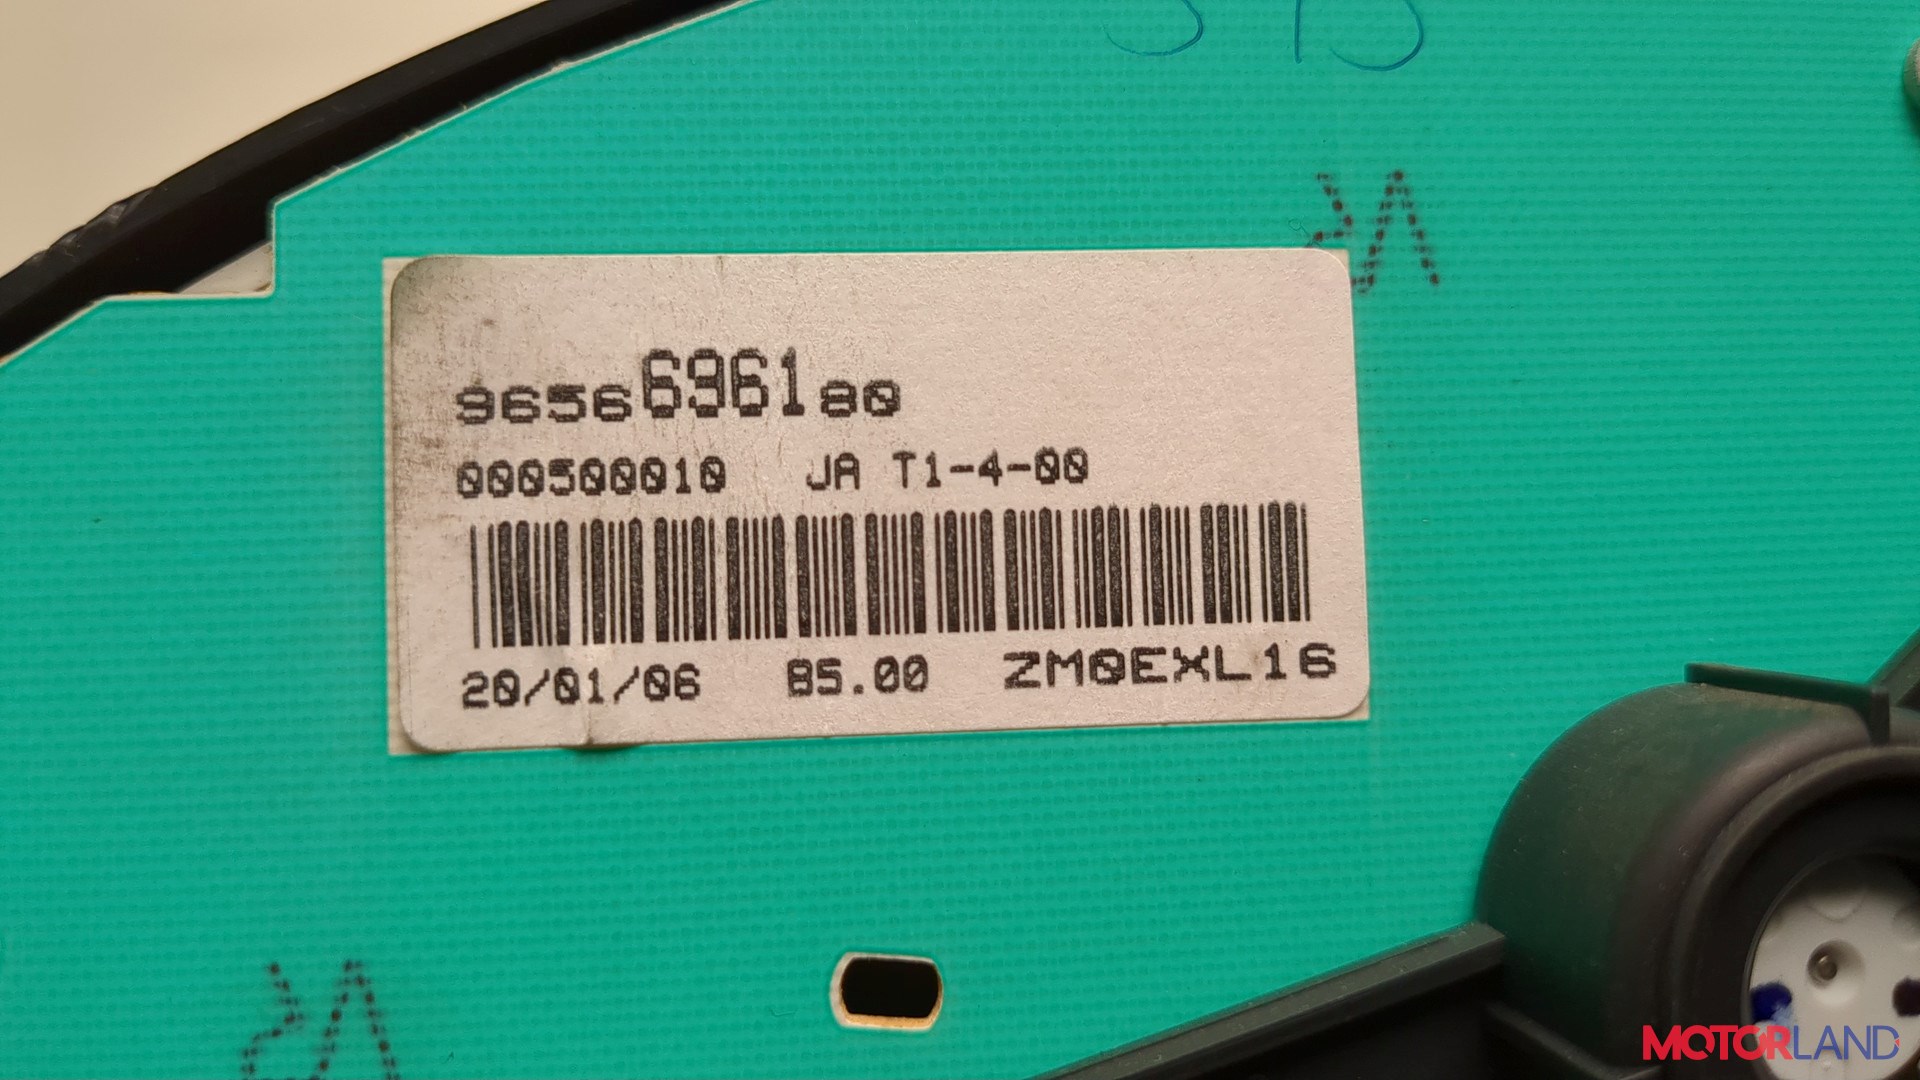 9656696180
000500010 JA T1-4-00
20/01/06 85.00 ZM0EXL16
MOTORLAND